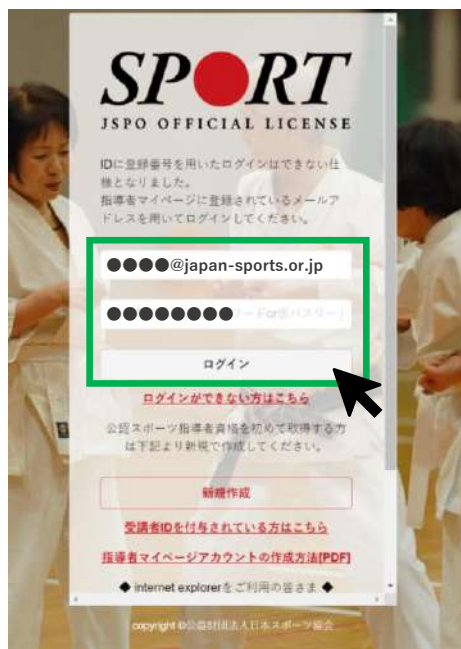 SPORT
JSPO OFFICIAL LICENSE
IDに登録番号を用いたログインはできない仕
様となりました。
指導者マイページに登録されているメールア
ドレスを用いてログインしてください。
●●●●@japan-sports.or.jp
●●●●●●●●
ログイン
ログインができない方はこちら
公認スポーツ指導者資格を初めて取得する方
は下記より新規で作成してください。
新規作成
受講者IDを付与されている方はこちら
指導者マイページアカウントの作成方法[PDF]
◆ internet explorerをご利用の皆さま ◆
copyright ©公益財団法人日本スポーツ協会